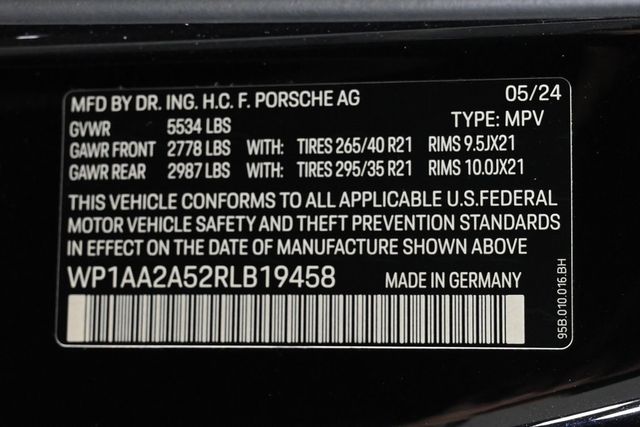 MFD BY DR. ING. H.C. F. PORSCHE AG 05/24
GVWR 5534 LBS TYPE: MPV
GAWR FRONT 2778 LBS WITH: TIRES 265/40 R21 RIMS 9.5JX21
GAWR REAR 2987 LBS WITH: TIRES 295/35 R21 RIMS 10.0JX21
THIS VEHICLE CONFORMS TO ALL APPLICABLE U.S.FEDERAL
MOTOR VEHICLE SAFETY AND THEFT PREVENTION STANDARDS
IN EFFECT ON THE DATE OF MANUFACTURE SHOWN ABOVE
WP1AA2A52RLB19458 MADE IN GERMANY
95B.010.016.BH